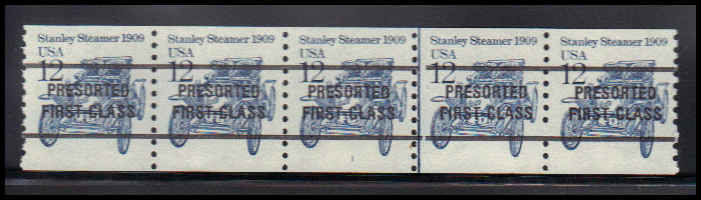 Stanley Steamer 1909 Stanley Steamer 1909 Stanley Steamer 1909 Stanley Steamer 1909 Stanley Steamer 1909
USA USA USA USA USA
12 12 12 12 12
PRESORTED PRESORTED PRESORTED PRESORTED PRESORTED
FIRST-CLASS FIRST-CLASS FIRST-CLASS FIRST-CLASS FIRST-CLASS
1